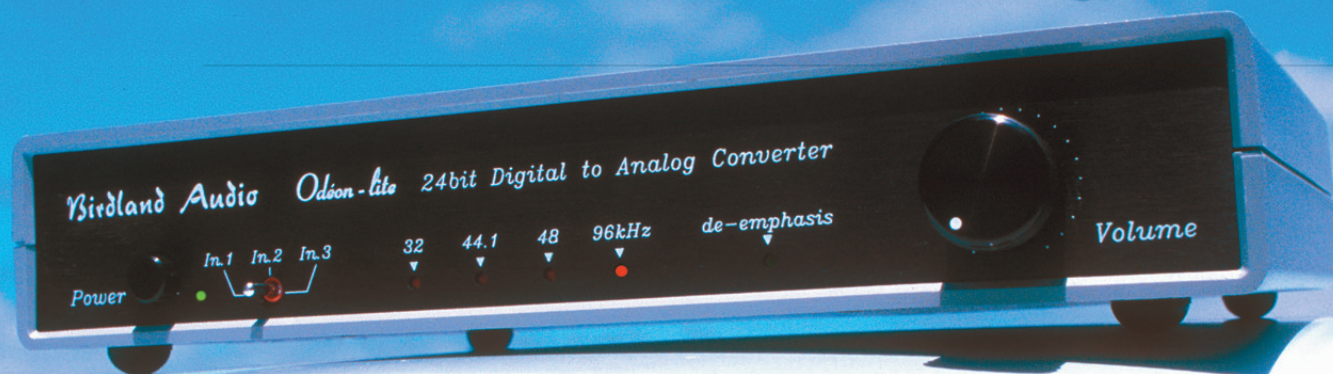 Birdland Audio Odéon-lite 24bit Digital to Analog Converter
In.1 In.2 In.3
32 44.1 48 96kHz de-emphasis
Power
Volume